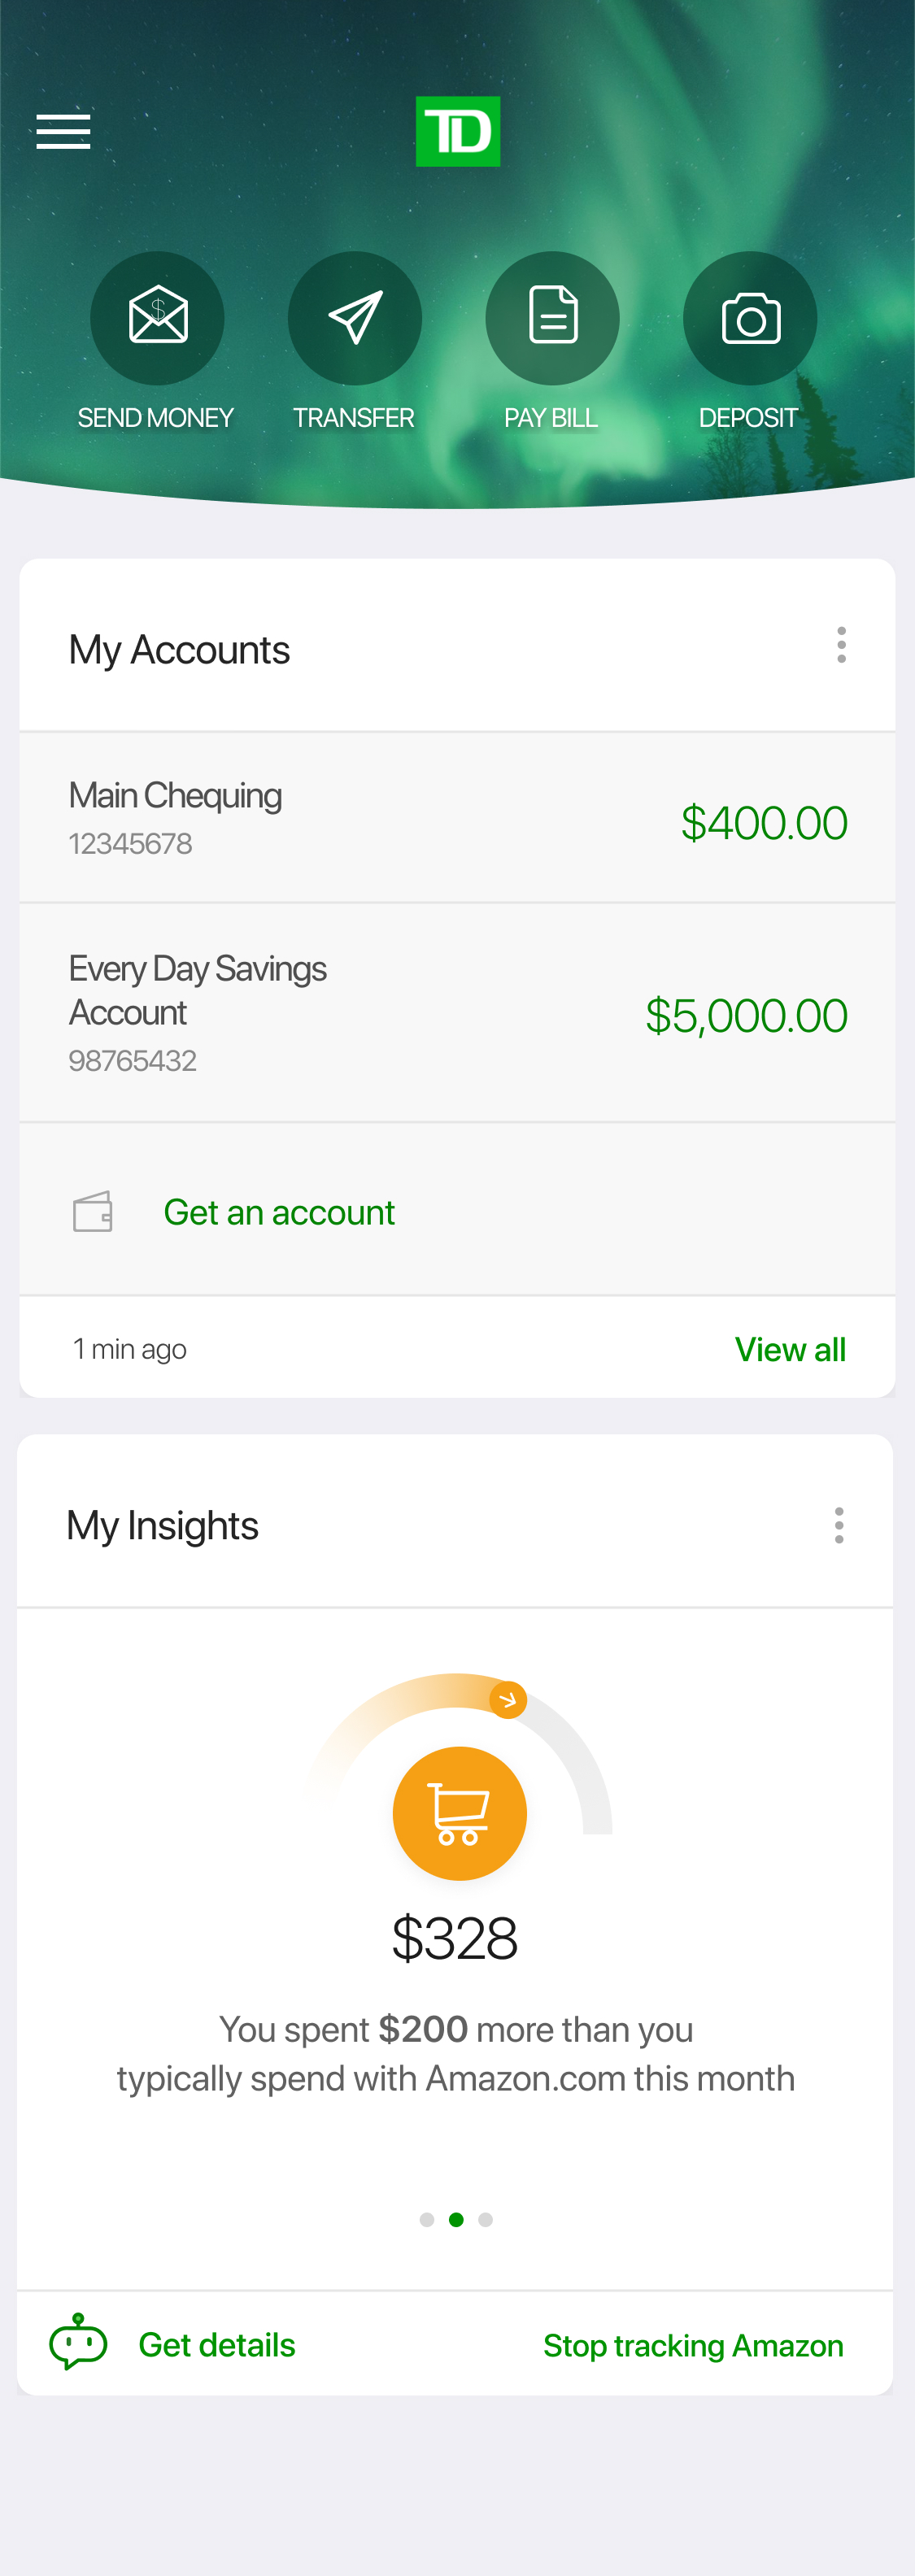 TD
SEND MONEY
TRANSFER
PAY BILL
DEPOSIT
My Accounts
Main Chequing
12345678
$400.00
Every Day Savings
Account
98765432
$5,000.00
Get an account
1 min ago
View all
My Insights
$328
You spent $200 more than you
typically spend with Amazon.com this month
Get details
Stop tracking Amazon